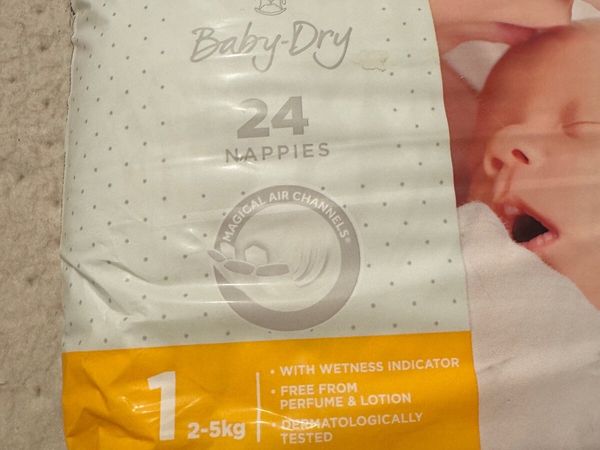 Baby-Dry
24
NAPPIES
MAGICAL AIR CHANNELS®
1
2-5kg
• WITH WETNESS INDICATOR
• FREE FROM
PERFUME & LOTION
• DERMATOLOGICALLY
TESTED